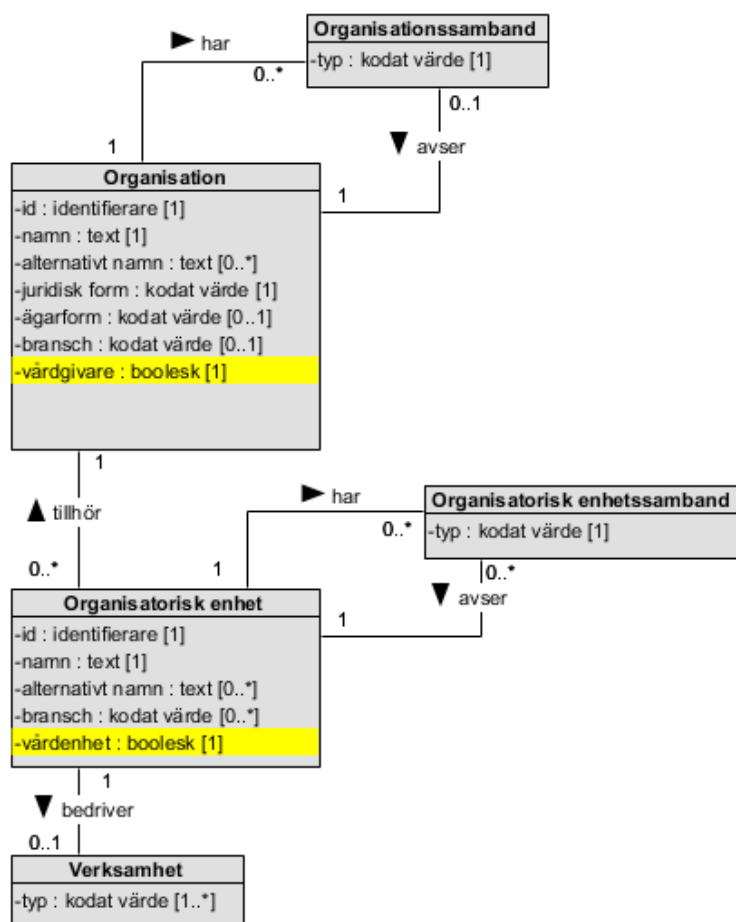 Organisationssamband
-typ : kodat värde [1]
har
0..*
0..1
avser
1
1
Organisation
-id : identifierare [1]
-namn : text [1]
-alternativt namn : text [0..*]
-juridisk form : kodat värde [1]
-ägarform : kodat värde [0..1]
-bransch : kodat värde [0..1]
-vårdgivare : boolesk [1]
1
tillhör
0..*
har
0..*
Organisatorisk enhetssamband
-typ : kodat värde [1]
0..*
avser
1
1
Organisatorisk enhet
-id : identifierare [1]
-namn : text [1]
-alternativt namn : text [0..*]
-bransch : kodat värde [0..*]
-vårdenhet : boolesk [1]
1
bedriver
0..1
Verksamhet
-typ : kodat värde [1..*]